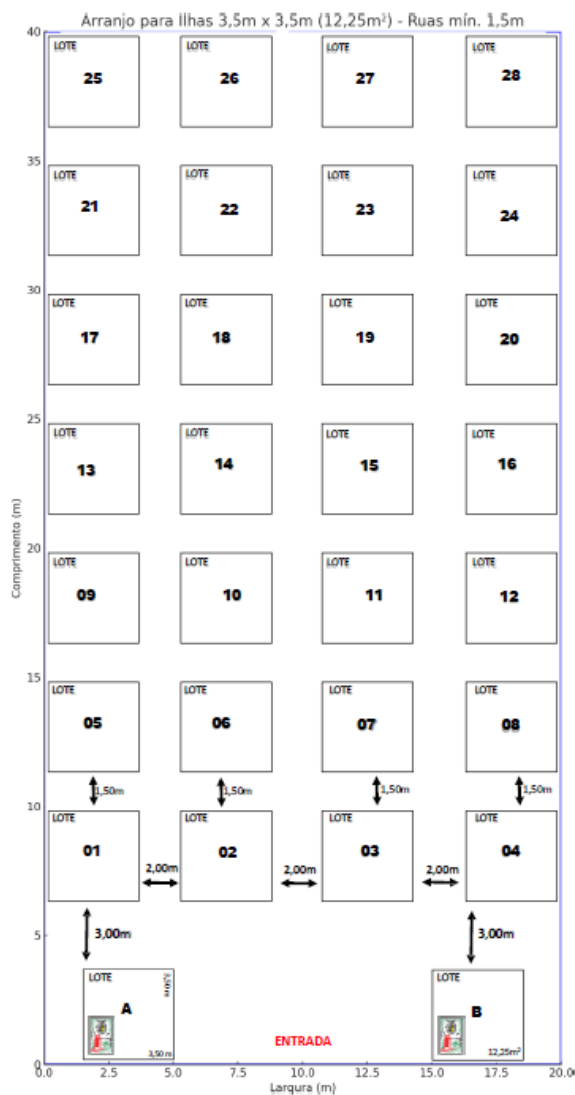 Arranjo para Ilhas 3,5m x 3,5m (12,25m²) - Ruas mín. 1,5m
40
LOTE LOTE LOTE LOTE
25 26 27 28
35
LOTE LOTE LOTE LOTE
21 22 23 24
30
LOTE LOTE LOTE LOTE
17 18 19 20
25
LOTE LOTE LOTE LOTE
13 14 15 16
Comprimento (m)
20
LOTE LOTE LOTE LOTE
09 10 11 12
15
LOTE LOTE LOTE LOTE
05 06 07 08
1,50m 1,50m 1,50m 1,50m
10
LOTE LOTE LOTE LOTE
01 02 03 04
2,00m 2,00m 2,00m
5
3,00m 3,00m
LOTE LOTE
3,50 m
A B
ENTRADA
3,50 m 12,25m²
0
0.0 2.5 5.0 7.5 10.0 12.5 15.0 17.5 20.0
Largura (m)